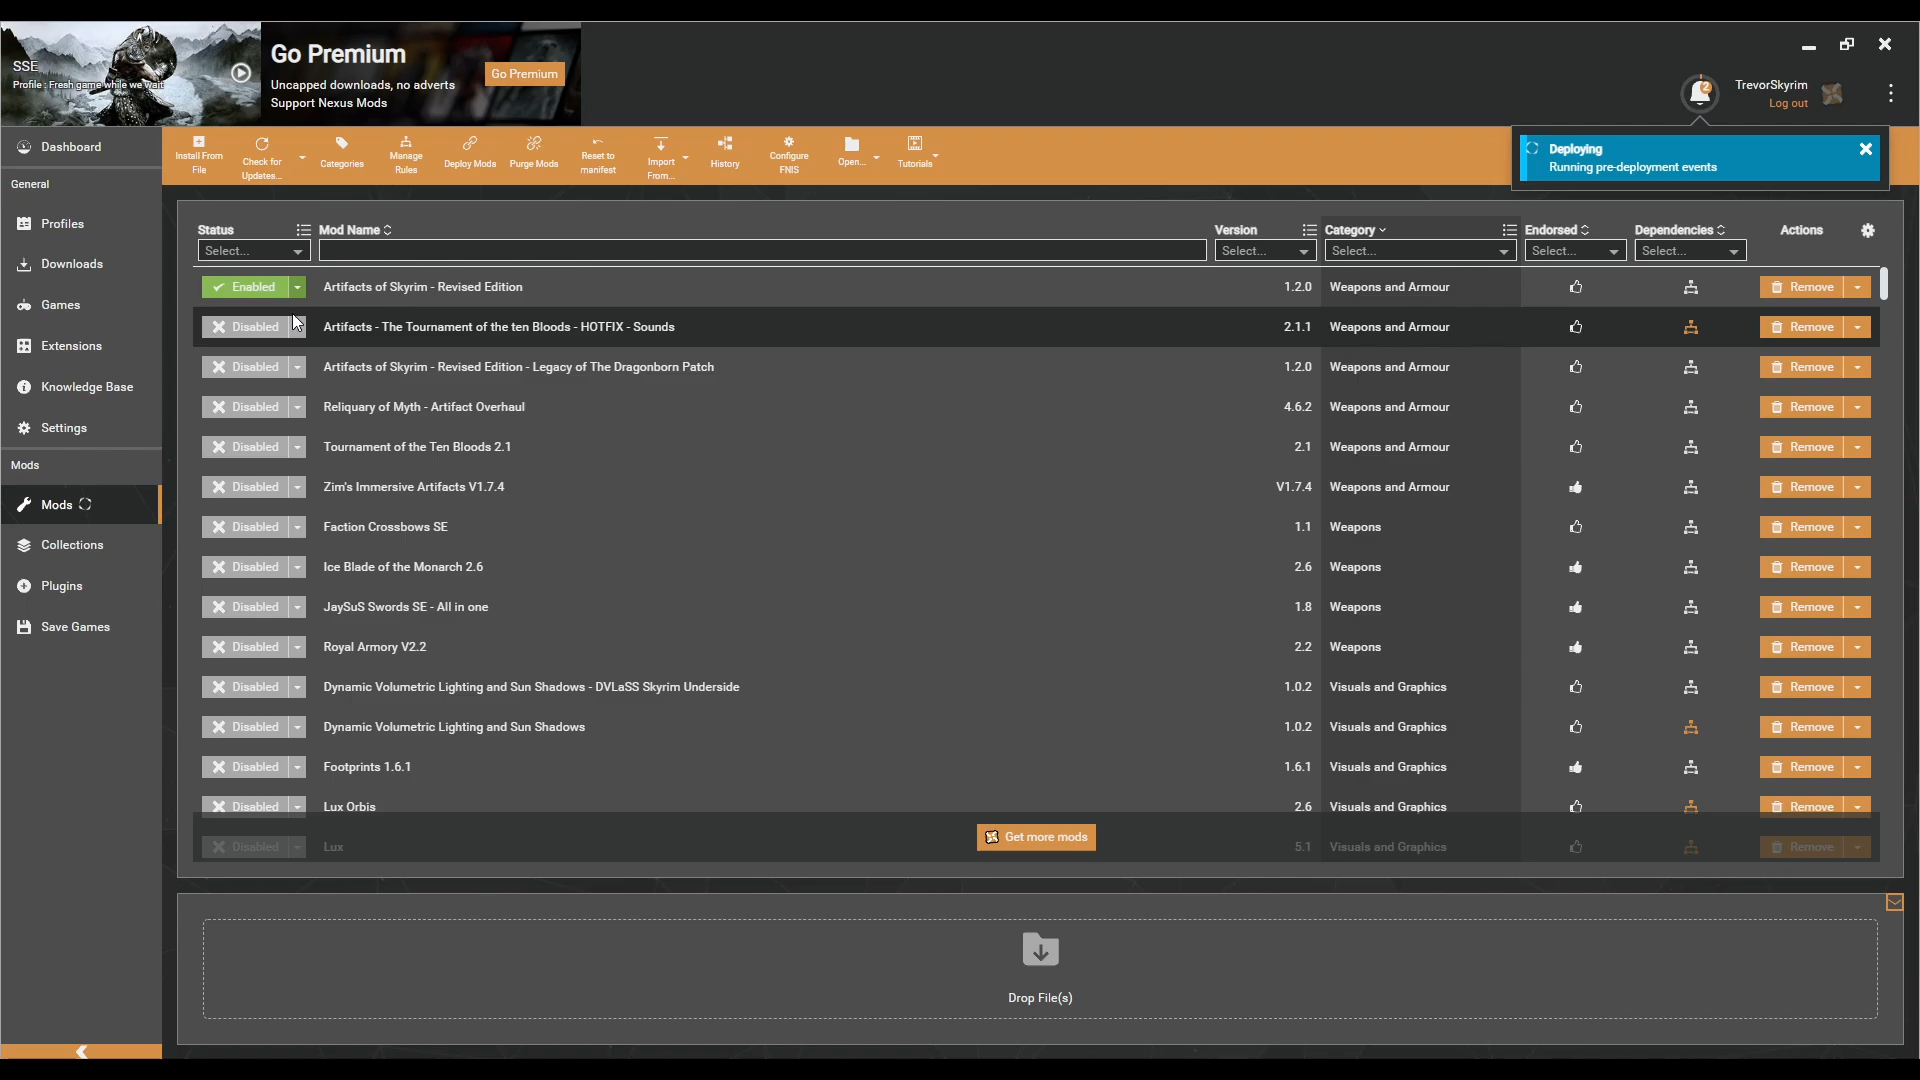 SSE
Profile : Fresh game while we wait
Go Premium
Uncapped downloads, no adverts
Support Nexus Mods
Go Premium
2
TrevorSkyrim
Log out
Dashboard
General
Profiles
Downloads
Games
Extensions
Knowledge Base
Settings
Mods
Mods
Collections
Plugins
Save Games
Install From File
Check for Updates...
Categories
Manage Rules
Deploy Mods
Purge Mods
Reset to manifest
Import From...
History
Configure FNIS
Open...
Tutorials
Deploying
Running pre-deployment events
Status Mod Name Version Category Endorsed Dependencies Actions
Select... Select... Select... Select... Select...
Enabled Artifacts of Skyrim - Revised Edition 1.2.0 Weapons and Armour Remove
Disabled Artifacts - The Tournament of the ten Bloods - HOTFIX - Sounds 2.1.1 Weapons and Armour Remove
Disabled Artifacts of Skyrim - Revised Edition - Legacy of The Dragonborn Patch 1.2.0 Weapons and Armour Remove
Disabled Reliquary of Myth - Artifact Overhaul 4.6.2 Weapons and Armour Remove
Disabled Tournament of the Ten Bloods 2.1 2.1 Weapons and Armour Remove
Disabled Zim's Immersive Artifacts V1.7.4 V1.7.4 Weapons and Armour Remove
Disabled Faction Crossbows SE 1.1 Weapons Remove
Disabled Ice Blade of the Monarch 2.6 2.6 Weapons Remove
Disabled JaySuS Swords SE - All in one 1.8 Weapons Remove
Disabled Royal Armory V2.2 2.2 Weapons Remove
Disabled Dynamic Volumetric Lighting and Sun Shadows - DVLaSS Skyrim Underside 1.0.2 Visuals and Graphics Remove
Disabled Dynamic Volumetric Lighting and Sun Shadows 1.0.2 Visuals and Graphics Remove
Disabled Footprints 1.6.1 1.6.1 Visuals and Graphics Remove
Disabled Lux Orbis 2.6 Visuals and Graphics Remove
Disabled Lux 5.1 Visuals and Graphics Remove
Get more mods
Drop File(s)